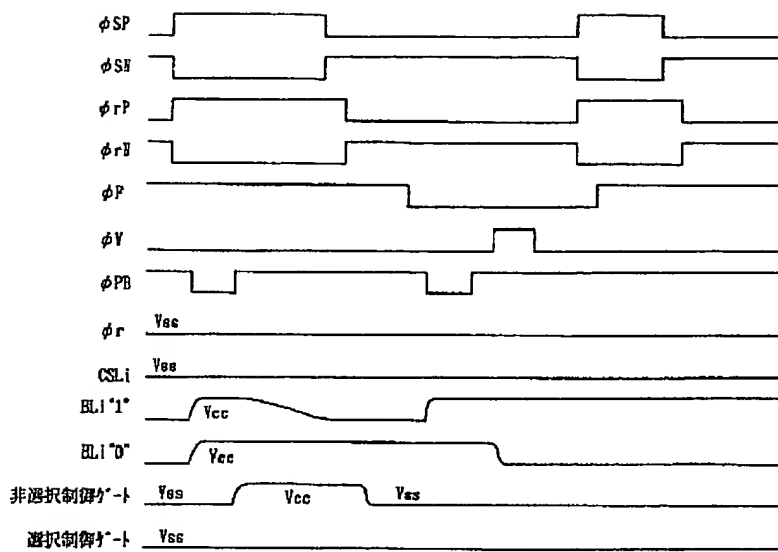 φSP
φSN
φrP
φrN
φP
φV
φPB
φr Vss
CSLi Vss
BLi"1" Vcc
BLi"0" Vcc
非選択制御ゲート Vss Vcc Vss
選択制御ゲート Vss